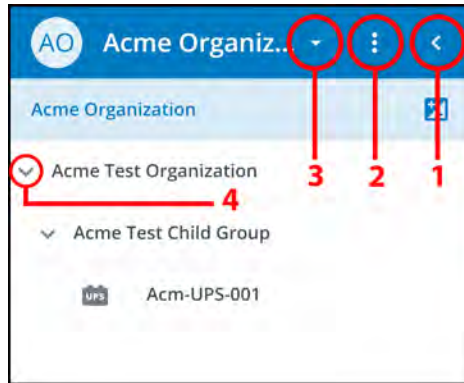 AO Acme Organiz...
Acme Organization
3 2 1
Acme Test Organization
4
Acme Test Child Group
UPS Acm-UPS-001